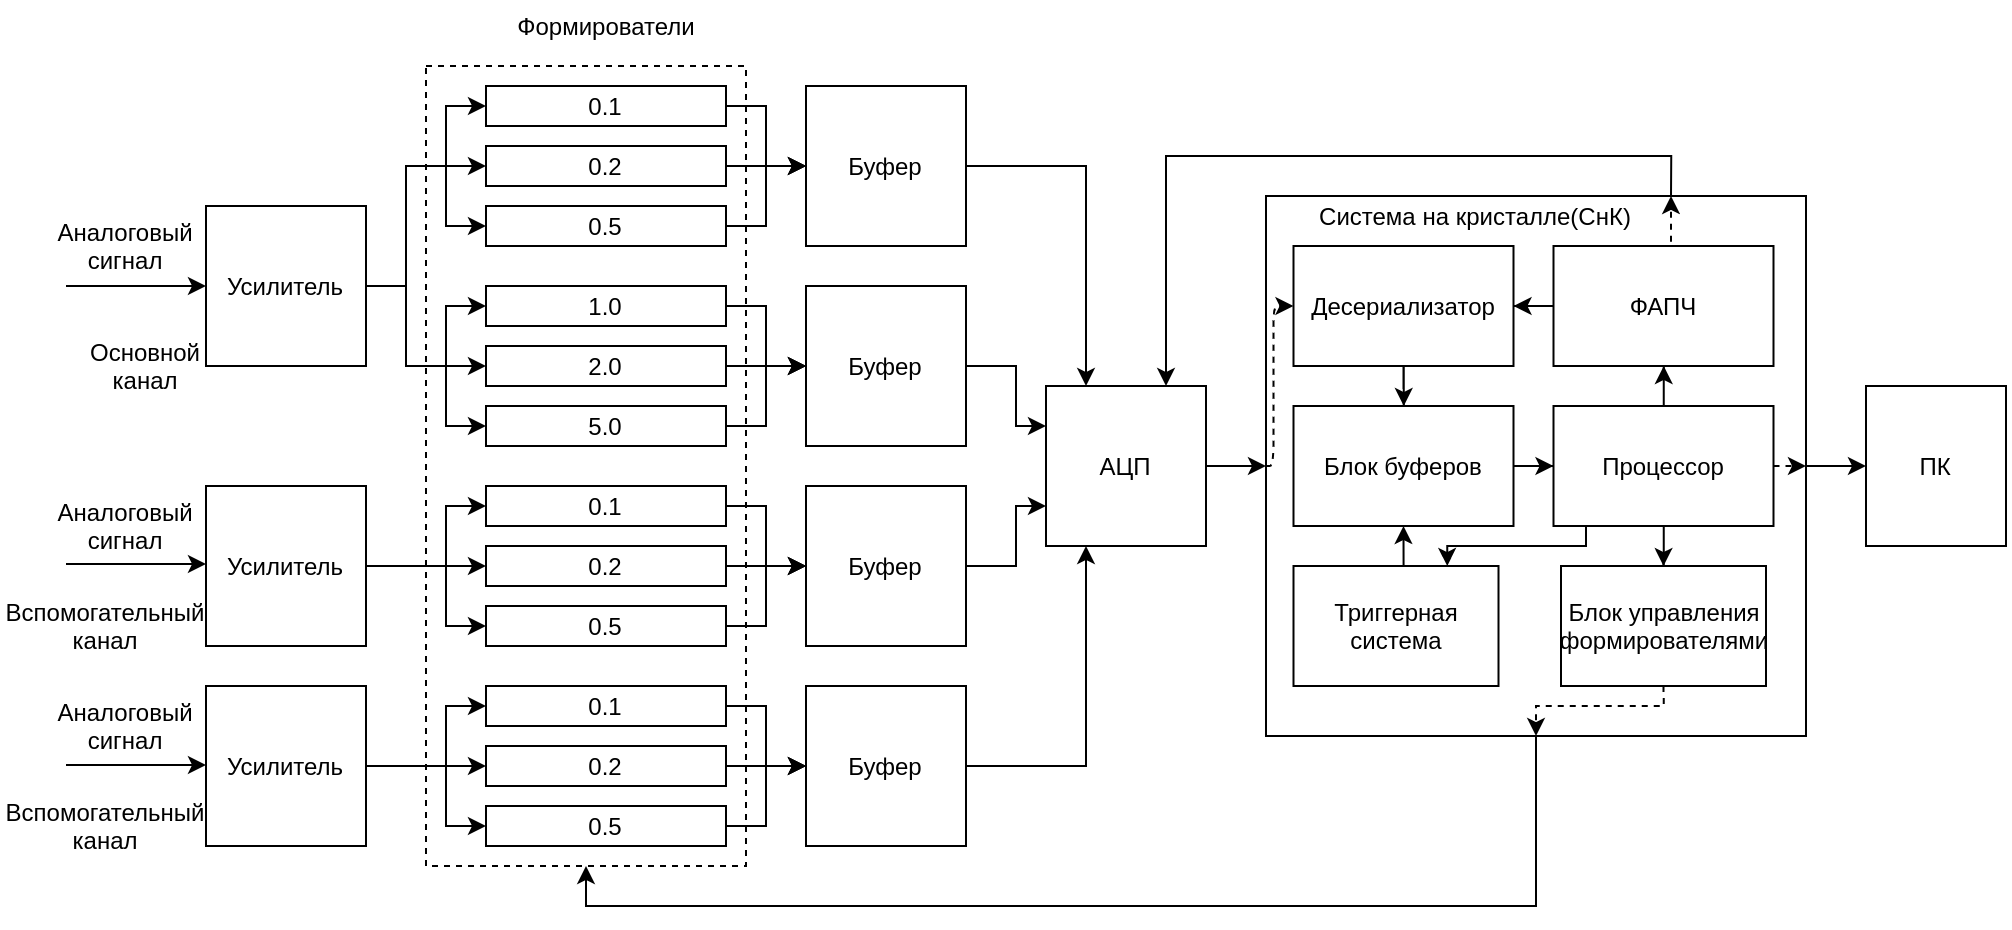 Формирователи
Аналоговый
сигнал
Усилитель
Основной
канал
0.1
0.2
0.5
Буфер
1.0
2.0
5.0
Буфер
Аналоговый
сигнал
Усилитель
Вспомогательный
канал
0.1
0.2
0.5
Буфер
Аналоговый
сигнал
Усилитель
Вспомогательный
канал
0.1
0.2
0.5
Буфер
АЦП
Система на кристалле(СнК)
Десериализатор
ФАПЧ
Блок буферов
Процессор
Триггерная
система
Блок управления
формирователями
ПК